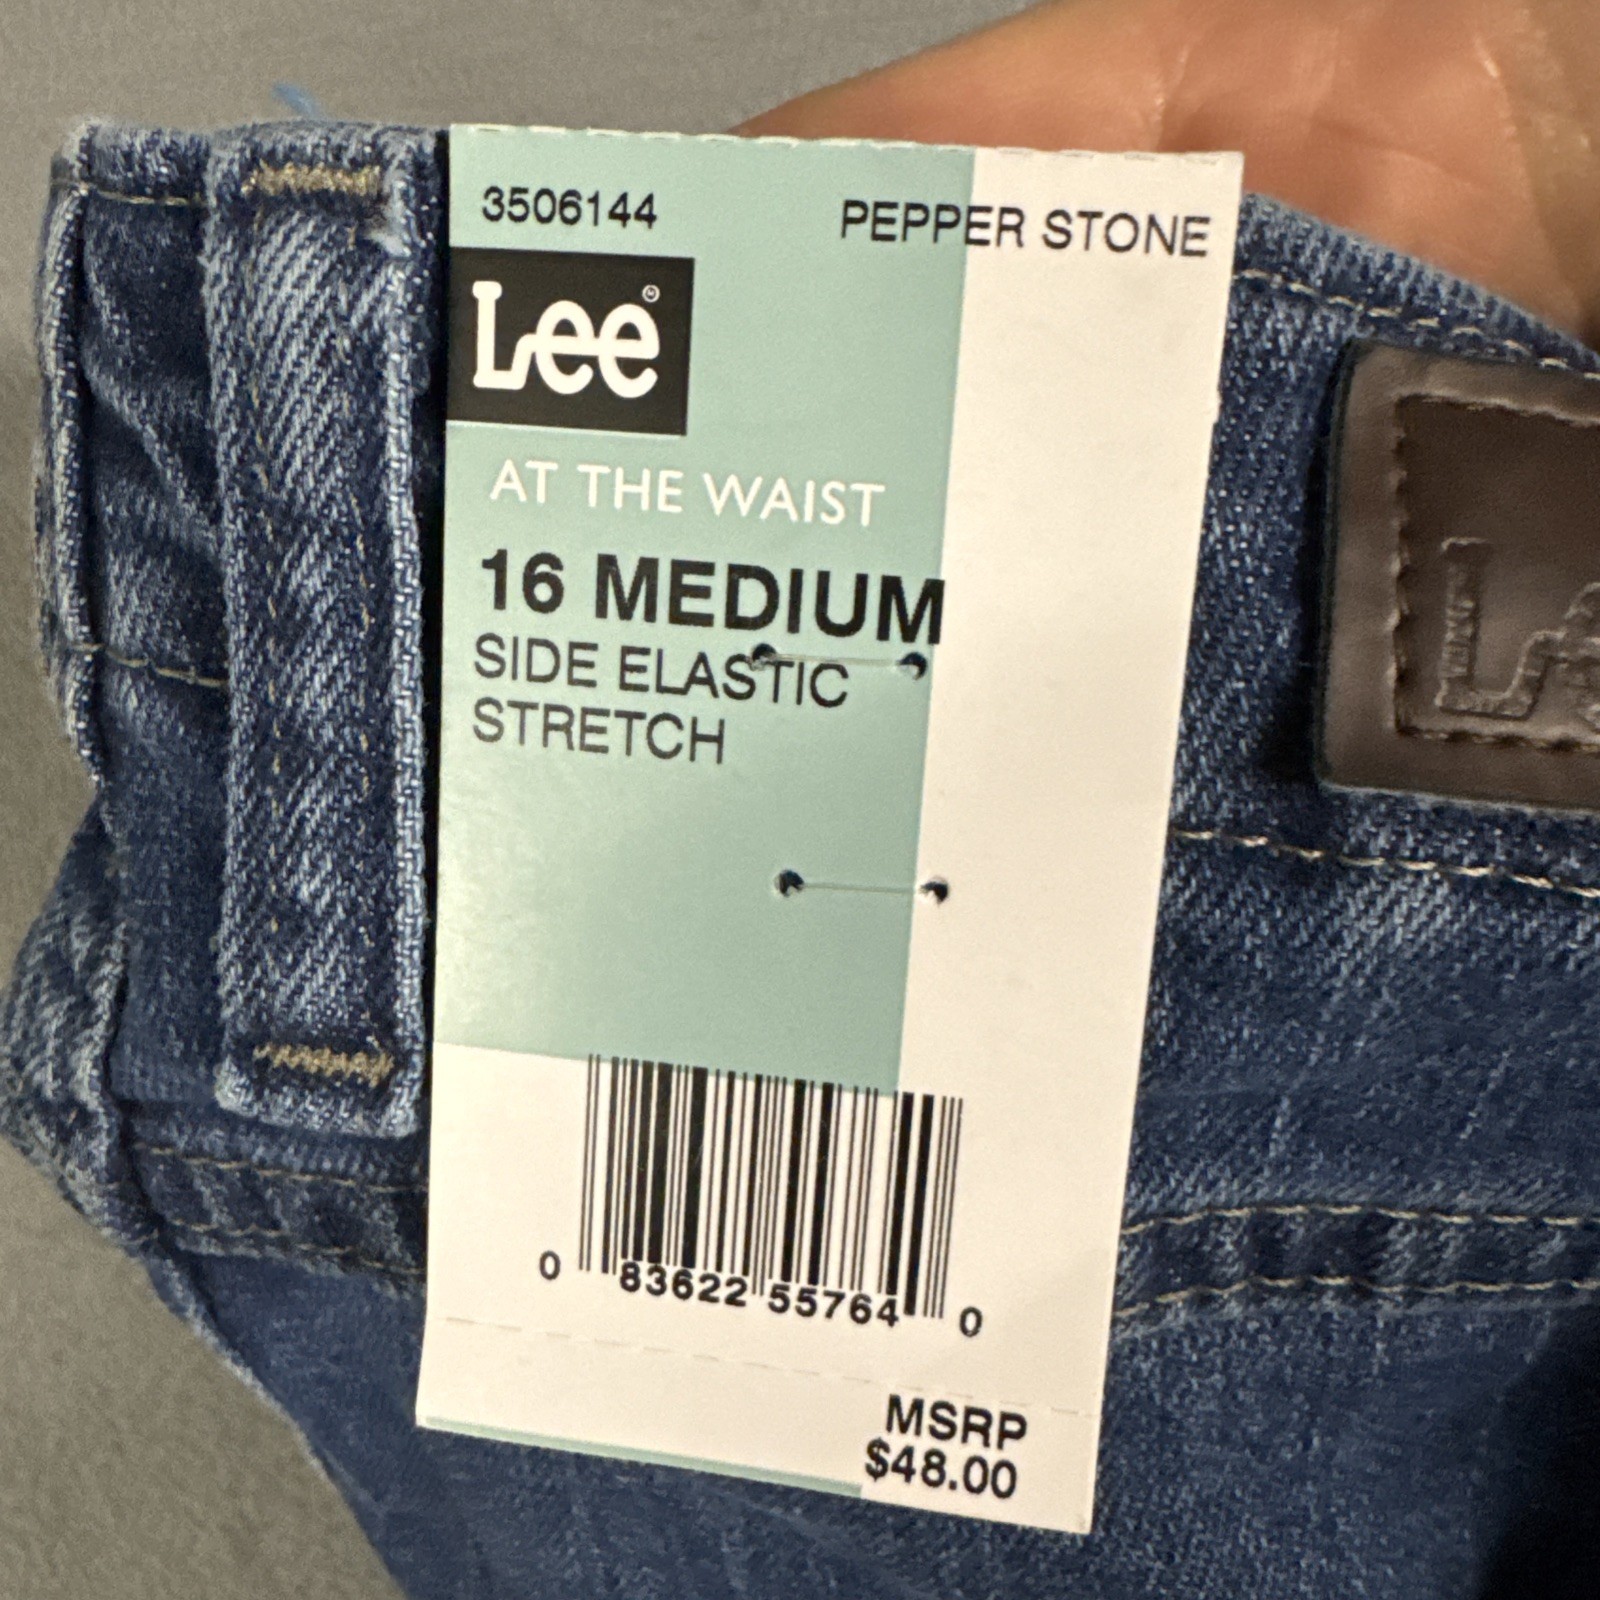 3506144 PEPPER STONE
Lee®
AT THE WAIST
16 MEDIUM
SIDE ELASTIC
STRETCH
0 83622 55764 0
MSRP
$48.00